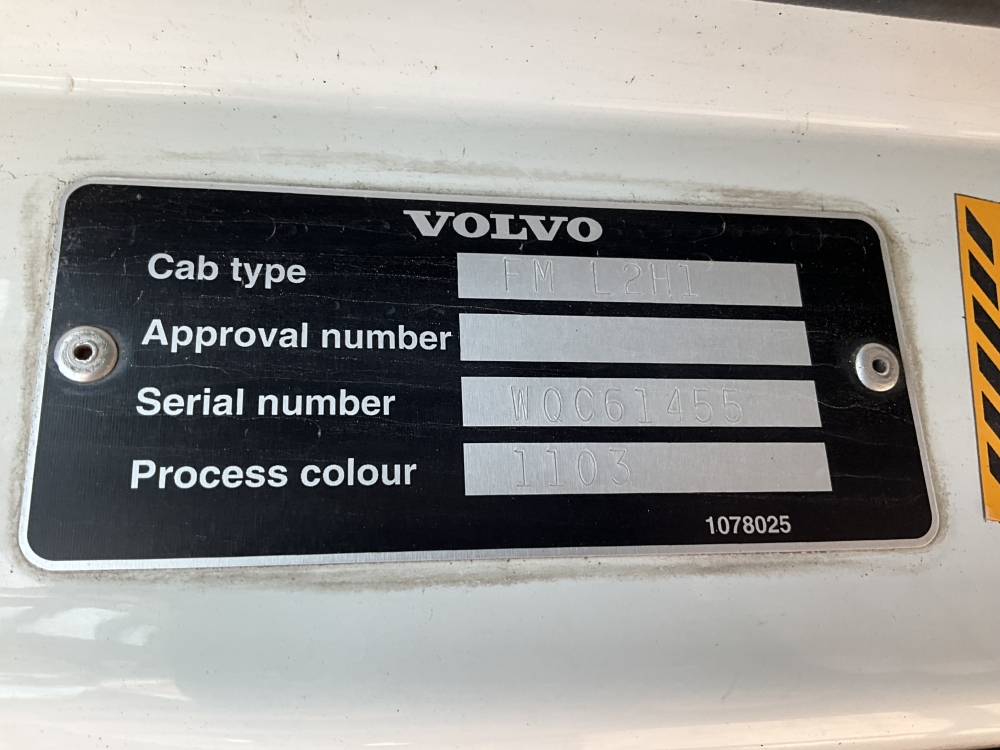 VOLVO
Cab type FM L2H1
Approval number
Serial number WQC61455
Process colour 1103
1078025